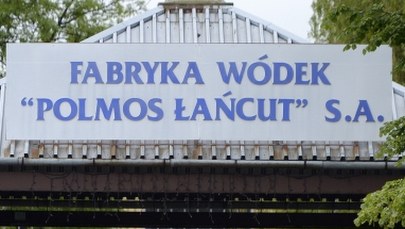 FABRYKA WÓDEK
“POLMOS ŁAŃCUT” S.A.